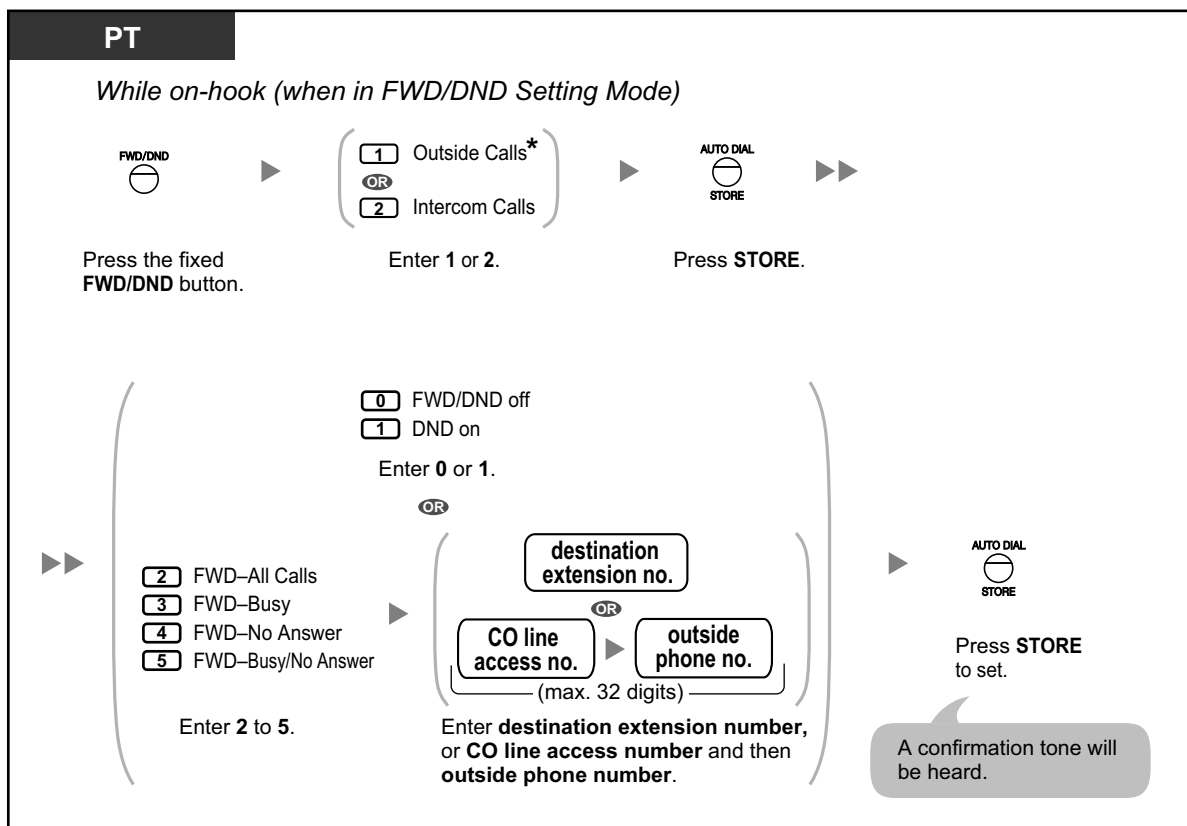 PT
While on-hook (when in FWD/DND Setting Mode)
FWD/DND
Press the fixed
FWD/DND button.
1 Outside Calls*
OR
2 Intercom Calls
Enter 1 or 2.
AUTO DIAL
STORE
Press STORE.
0 FWD/DND off
1 DND on
Enter 0 or 1.
OR
2 FWD–All Calls
3 FWD–Busy
4 FWD–No Answer
5 FWD–Busy/No Answer
Enter 2 to 5.
destination
extension no.
OR
CO line
access no.
outside
phone no.
(max. 32 digits)
Enter destination extension number,
or CO line access number and then
outside phone number.
AUTO DIAL
STORE
Press STORE
to set.
A confirmation tone will
be heard.